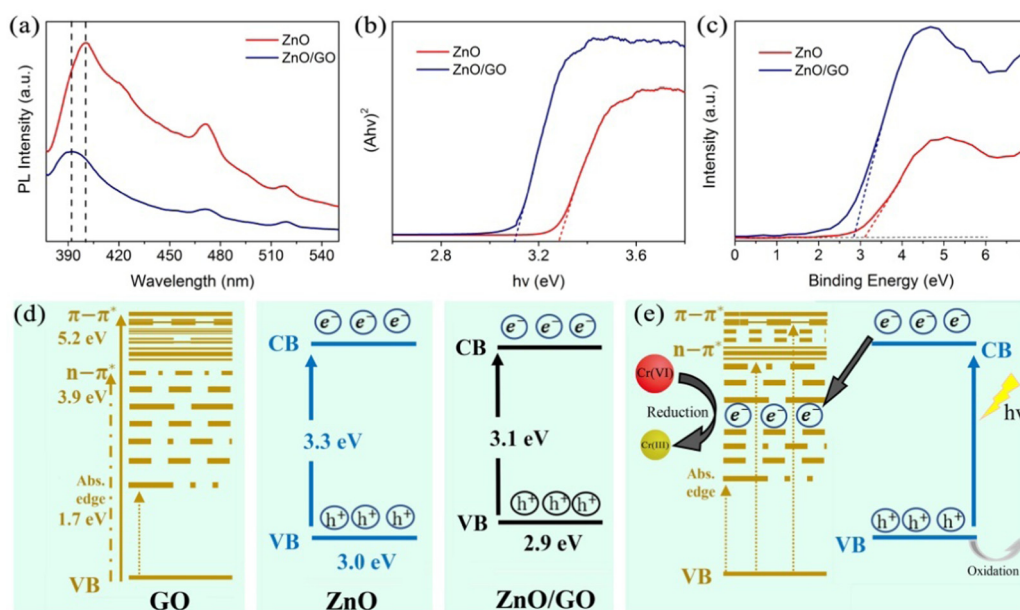 (a)
ZnO
ZnO/GO
PL Intensity (a.u.)
390 420 450 480 510 540
Wavelength (nm)
(b)
ZnO
ZnO/GO
(Ahν)²
2.8 3.2 3.6
hν (eV)
(c)
ZnO
ZnO/GO
Intensity (a.u.)
0 1 2 3 4 5 6 7
Binding Energy (eV)
(d)
π−π*
5.2 eV
n−π*
3.9 eV
Abs.
edge
1.7 eV
VB
GO
e⁻ e⁻ e⁻
CB
3.3 eV
h⁺ h⁺ h⁺
VB
3.0 eV
ZnO
e⁻ e⁻ e⁻
CB
3.1 eV
h⁺ h⁺ h⁺
VB
2.9 eV
ZnO/GO
(e)
π−π*
n−π*
Cr(VI)
Reduction
Cr(III)
e⁻ e⁻ e⁻
Abs.
edge
VB
e⁻ e⁻ e⁻
CB
hν
h⁺ h⁺ h⁺
VB
Oxidation